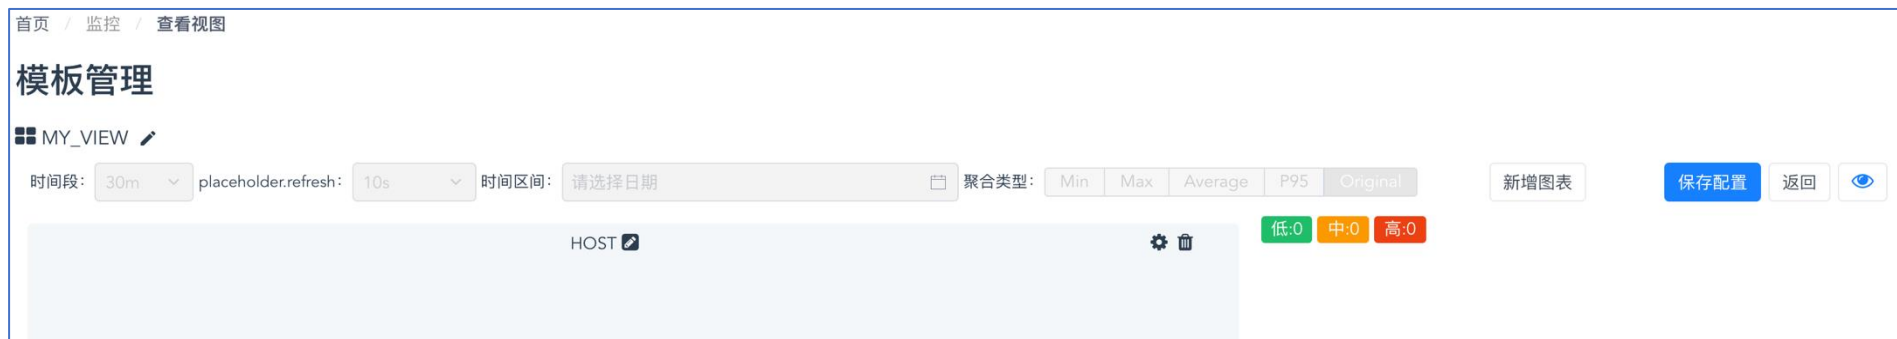 首页 / 监控 / 查看视图
模板管理
MY_VIEW
时间段： 30m placeholder.refresh： 10s 时间区间： 请选择日期 聚合类型： Min Max Average P95 Original 新增图表 保存配置 返回
低:0 中:0 高:0
HOST